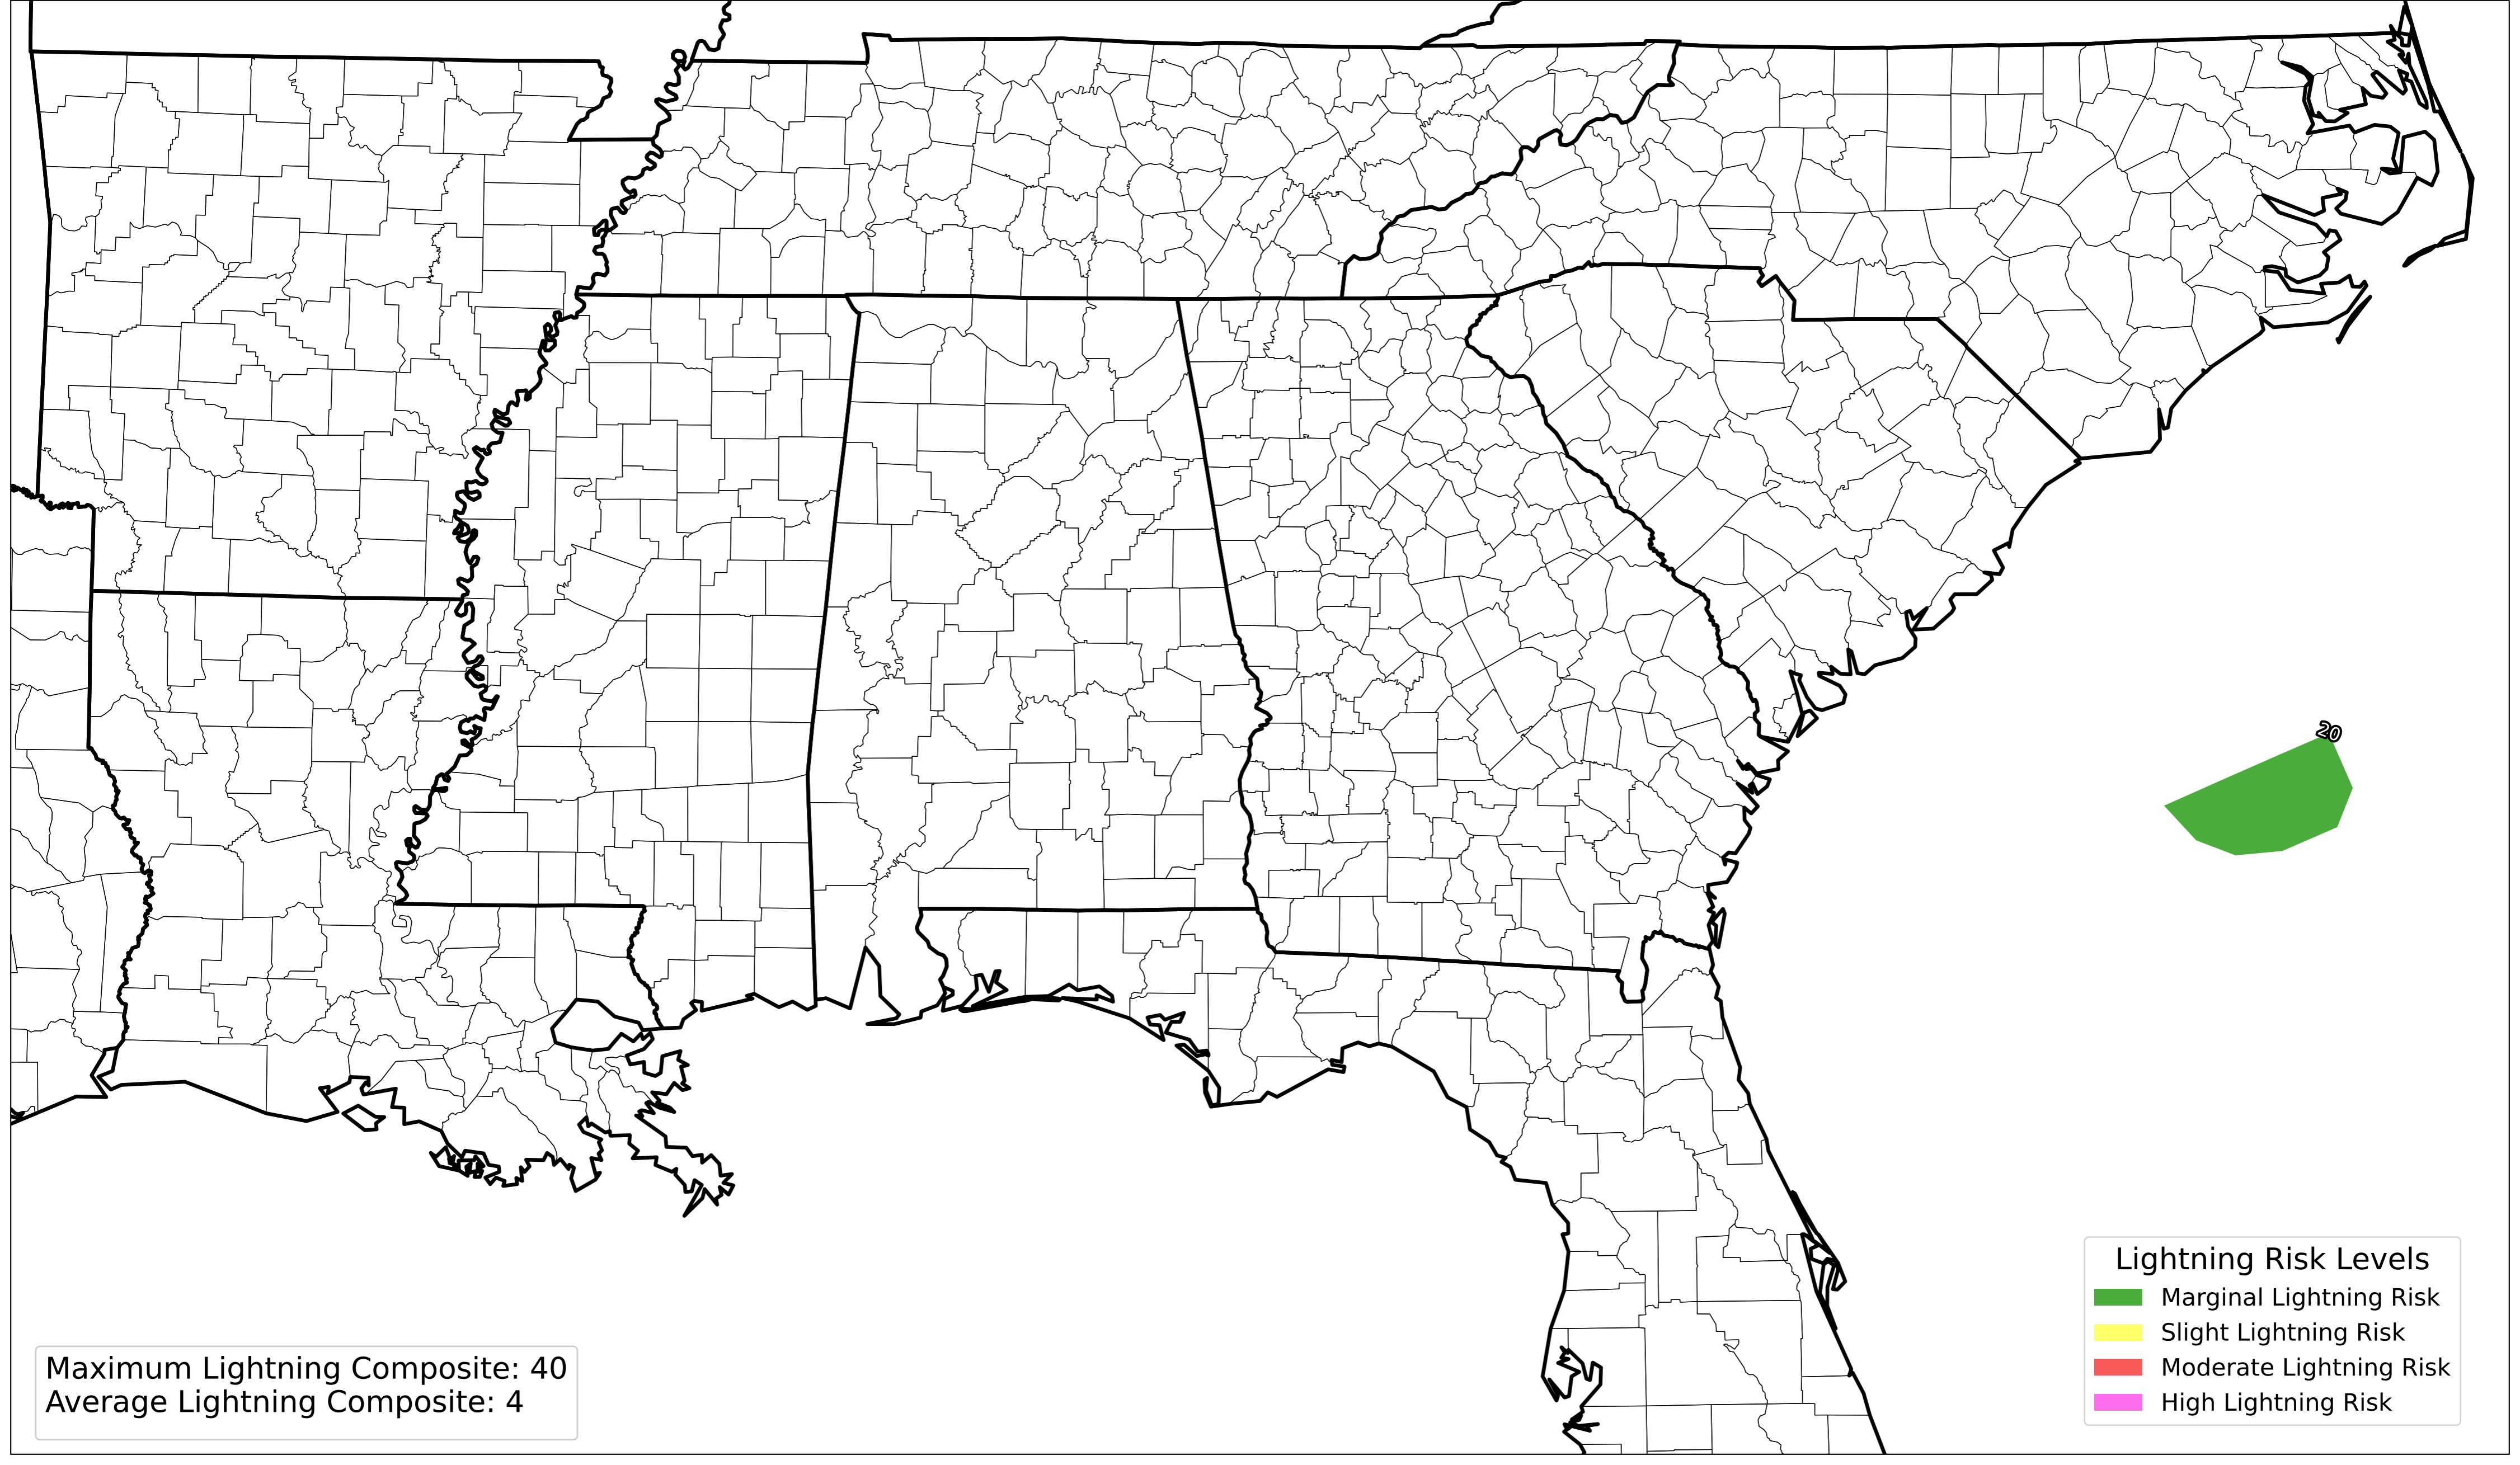 20
Lightning Risk Levels
Marginal Lightning Risk
Slight Lightning Risk
Moderate Lightning Risk
High Lightning Risk
Maximum Lightning Composite: 40
Average Lightning Composite: 4